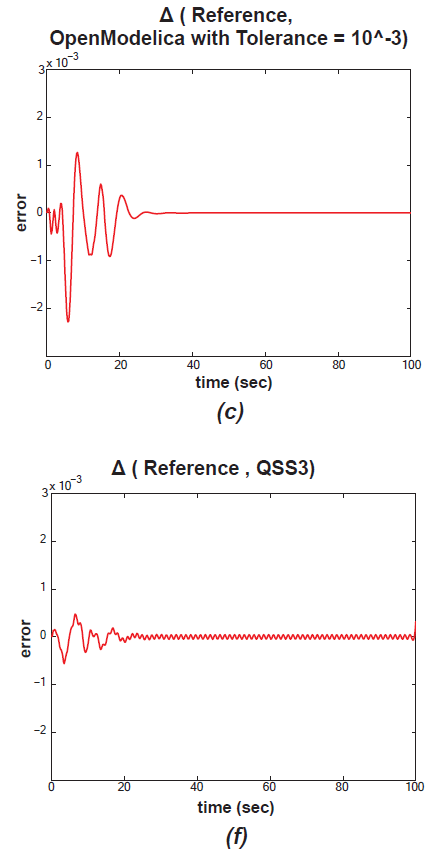 Δ ( Reference,
OpenModelica with Tolerance = 10^-3)
3 x 10⁻³
2
1
0
−1
−2
error
0 20 40 60 80 100
time (sec)
(c)
Δ ( Reference , QSS3)
3 x 10⁻³
2
1
0
−1
−2
error
0 20 40 60 80 100
time (sec)
(f)